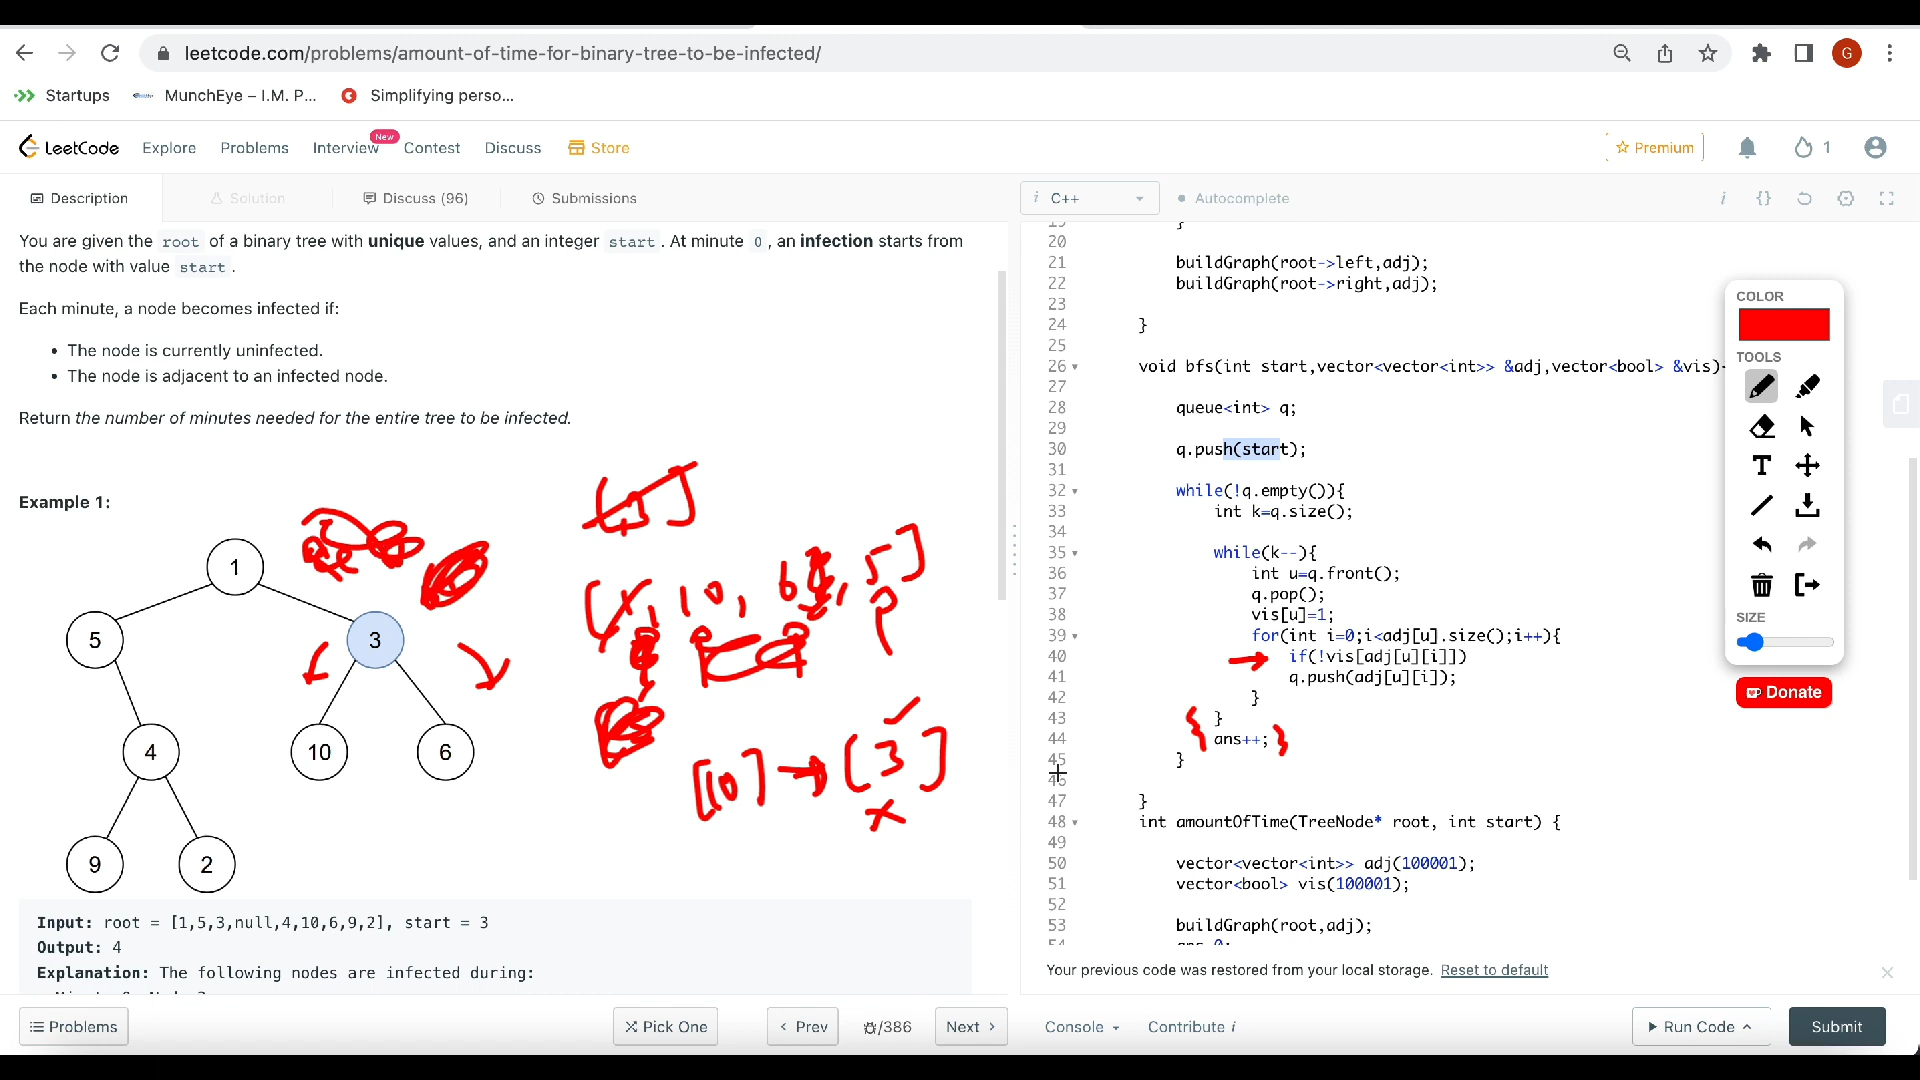 leetcode.com/problems/amount-of-time-for-binary-tree-to-be-infected/
G
Startups
MunchEye – I.M. P...
Simplifying perso...
LeetCode
Explore
Problems
Interview
New
Contest
Discuss
Store
Premium
1
Description
Solution
Discuss (96)
Submissions
You are given the root of a binary tree with unique values, and an integer start. At minute 0, an infection starts from
the node with value start.
Each minute, a node becomes infected if:
• The node is currently uninfected.
• The node is adjacent to an infected node.
Return the number of minutes needed for the entire tree to be infected.
Example 1:
1
5
3
4
10
6
9
2
10,
5]
[10] → [3]
x
Input: root = [1,5,3,null,4,10,6,9,2], start = 3
Output: 4
Explanation: The following nodes are infected during:
i C++
Autocomplete
i
{}
20
21 buildGraph(root->left,adj);
22 buildGraph(root->right,adj);
23
24 }
25
26 void bfs(int start,vector<vector<int>> &adj,vector<bool> &vis)
27
28 queue<int> q;
29
30 q.push(start);
31
32 while(!q.empty()){
33 int k=q.size();
34
35 while(k--){
36 int u=q.front();
37 q.pop();
38 vis[u]=1;
39 for(int i=0;i<adj[u].size();i++){
40 if(!vis[adj[u][i]])
41 q.push(adj[u][i]);
42 }
43 }
44 ans++;
45 }
46
47 }
48 int amountOfTime(TreeNode* root, int start) {
49
50 vector<vector<int>> adj(100001);
51 vector<bool> vis(100001);
52
53 buildGraph(root,adj);
COLOR
TOOLS
T
SIZE
Donate
Your previous code was restored from your local storage. Reset to default
Problems
Pick One
Prev
/386
Next
Console
Contribute i
Run Code
Submit